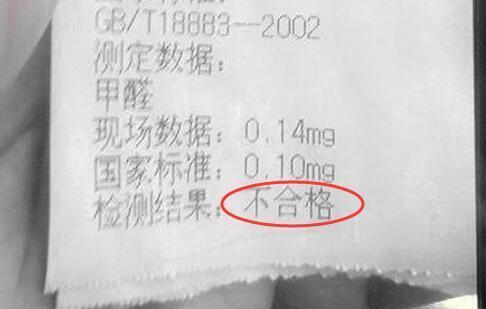 GB/T18883--2002
测定数据:
甲醛
现场数据: 0.14mg
国家标准: 0.10mg
检测结果: 不合格